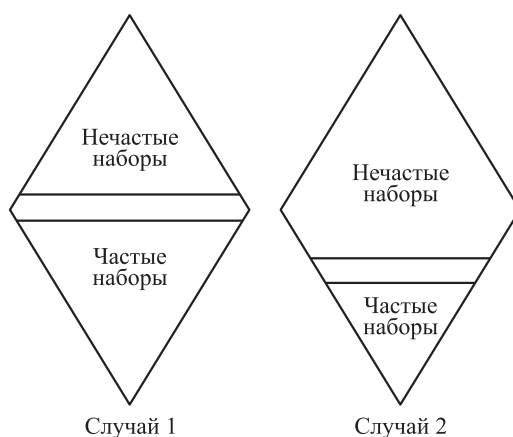 Нечастые
наборы
Частые
наборы
Случай 1
Нечастые
наборы
Частые
наборы
Случай 2